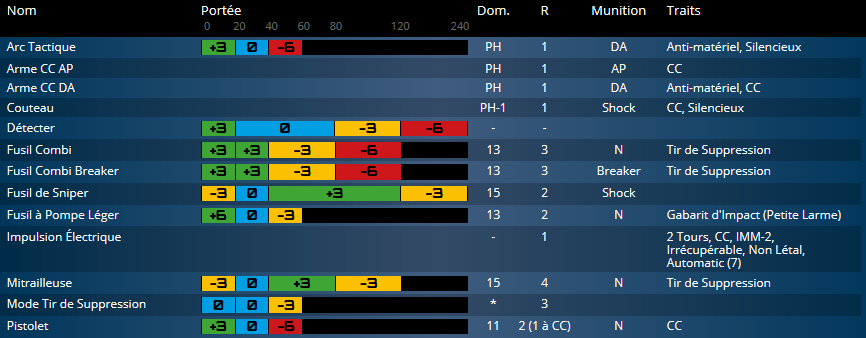 Nom Portée Dom. R Munition Traits
0 20 40 60 80 120 240
Arc Tactique +3 0 -6 PH 1 DA Anti-matériel, Silencieux
Arme CC AP PH 1 AP CC
Arme CC DA PH 1 DA Anti-matériel, CC
Couteau PH-1 1 Shock CC, Silencieux
Détecter +3 0 -3 -6 - -
Fusil Combi +3 +3 -3 -6 13 3 N Tir de Suppression
Fusil Combi Breaker +3 +3 -3 -6 13 3 Breaker Tir de Suppression
Fusil de Sniper -3 0 +3 -3 15 2 Shock
Fusil à Pompe Léger +6 0 -3 13 2 N Gabarit d'Impact (Petite Larme)
Impulsion Électrique - 1 2 Tours, CC, IMM-2,
Irrécupérable, Non Létal,
Automatic (7)
Mitrailleuse -3 0 +3 -3 15 4 N Tir de Suppression
Mode Tir de Suppression 0 0 -3 * 3
Pistolet +3 0 -6 11 2 (1 à CC) N CC